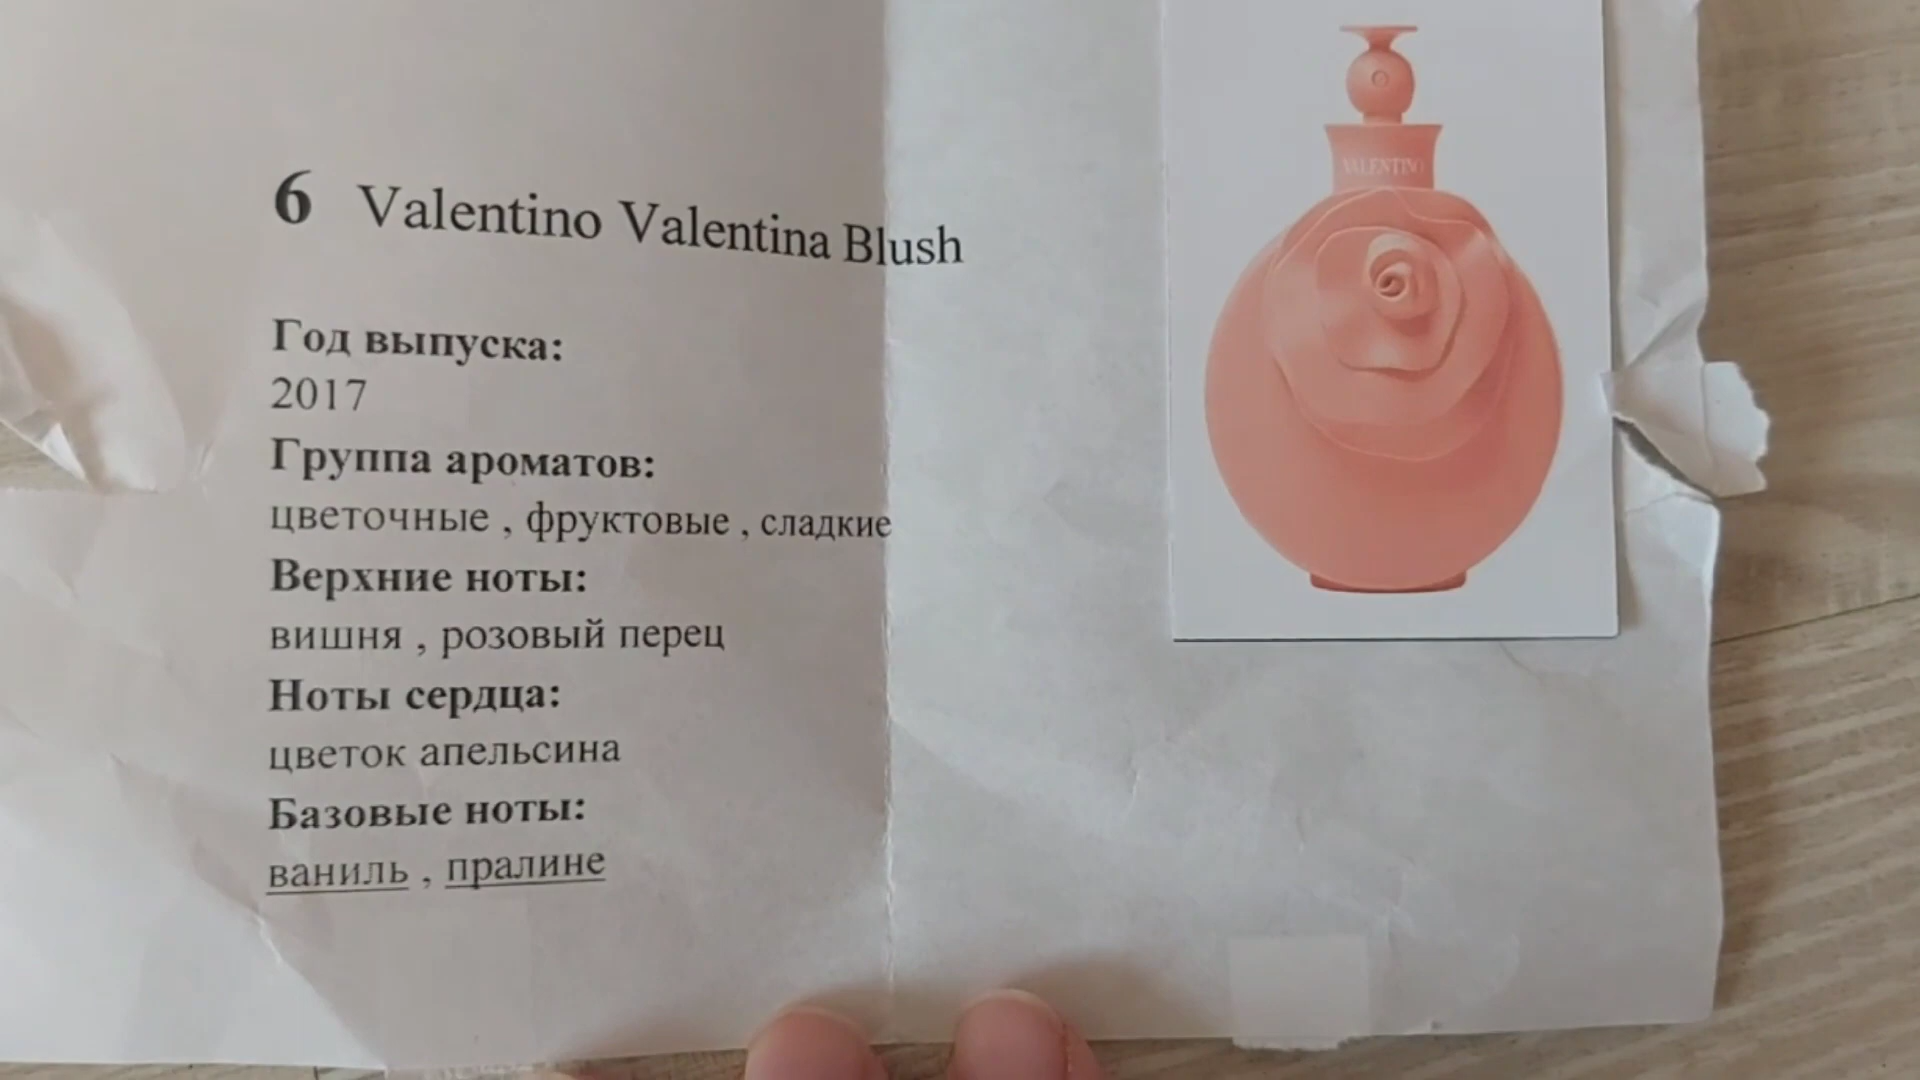 6 Valentino Valentina Blush
Год выпуска:
2017
Группа ароматов:
цветочные , фруктовые , сладкие
Верхние ноты:
вишня , розовый перец
Ноты сердца:
цветок апельсина
Базовые ноты:
ваниль , пралине
VALENTINO